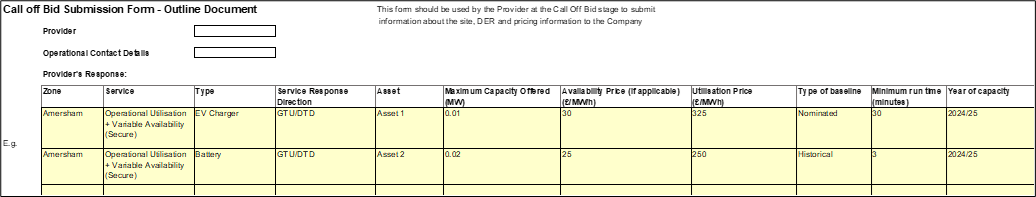 Call off Bid Submission Form - Outline Document
This form should be used by the Provider at the Call Off Bid stage to submit
information about the site, DER and pricing information to the Company
Provider
Operational Contact Details
Provider's Response:
Zone Service Type Service Response Direction Asset Maximum Capacity Offered (MW) Availability Price (if applicable) (£/MW/h) Utilisation Price (£/MWh) Type of baseline Minimum run time (minutes) Year of capacity
E.g.
Amersham Operational Utilisation + Variable Availability (Secure) EV Charger GTU/DTD Asset 1 0.01 30 325 Nominated 30 2024/25
Amersham Operational Utilisation + Variable Availability (Secure) Battery GTU/DTD Asset 2 0.02 25 250 Historical 3 2024/25